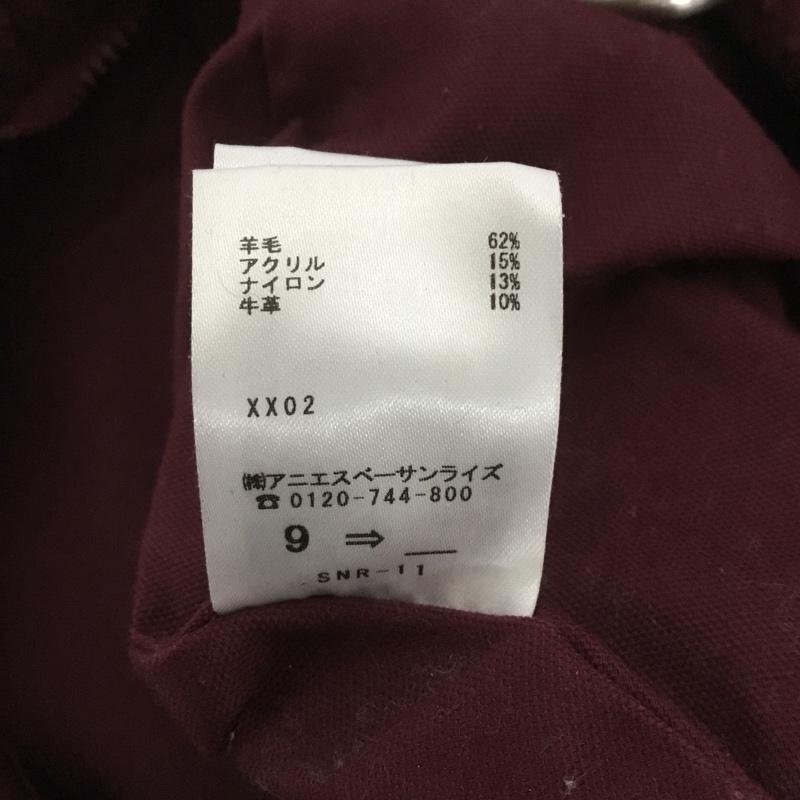 羊毛 62%
アクリル 15%
ナイロン 13%
牛革 10%
XX02
㈱アニエスベーサンライズ
☎0120-744-800
9 ⇒ __
SNR-11